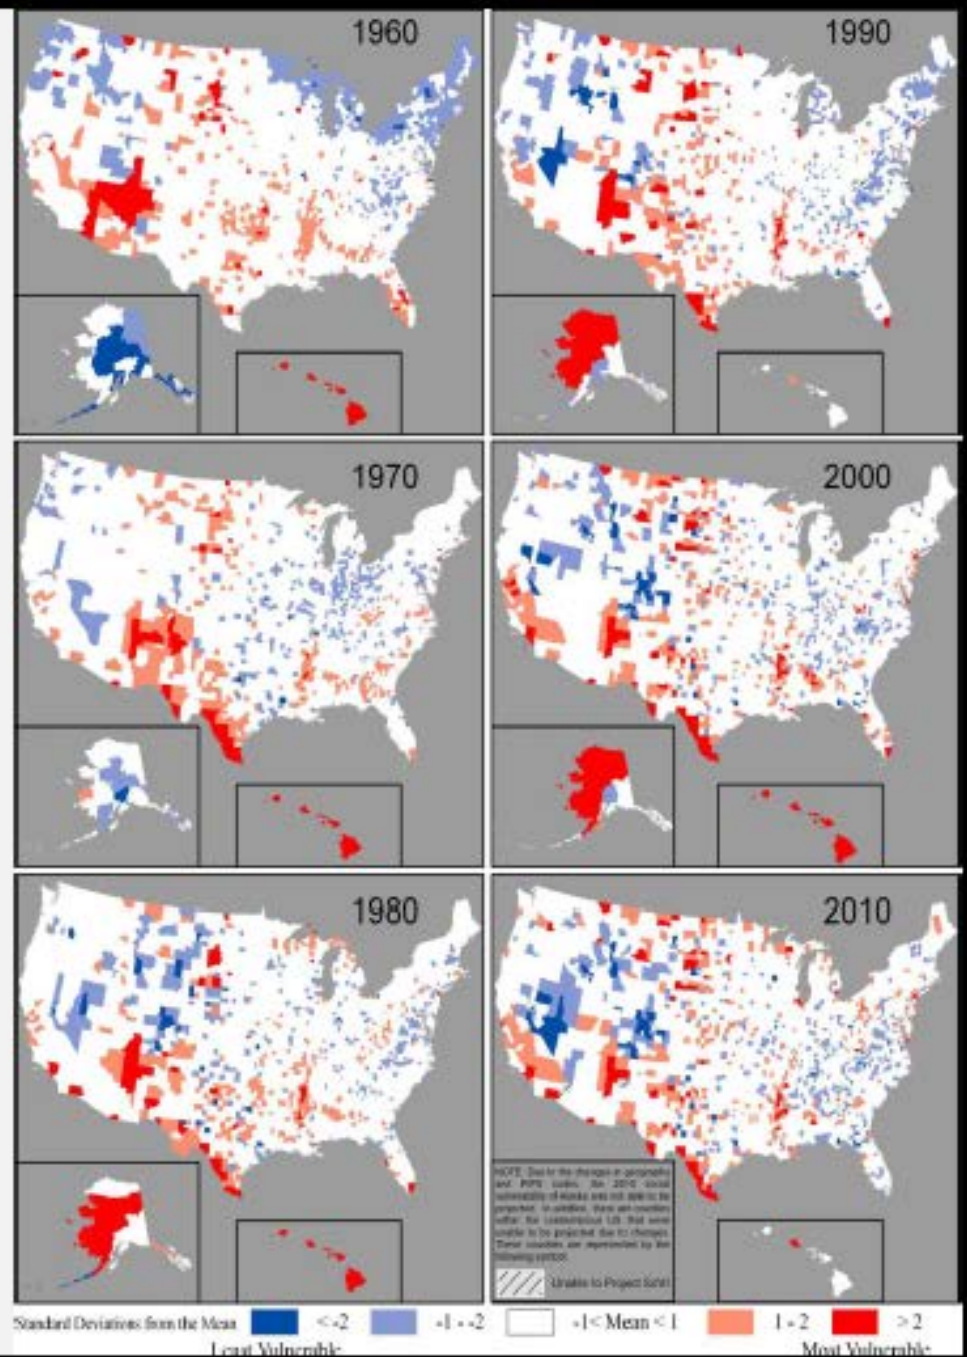 1960
1990
1970
2000
1980
2010
NOTE: Due to the changes in geography
and FIPS codes, the 2010 social
vulnerability of Alaska was not able to be
projected. In addition, there are counties
within the conterminous US that were
unable to be projected due to changes.
These counties are represented by the
following symbol:
Unable to Project SoVI
Standard Deviations from the Mean < -2 -1 - -2 -1< Mean < 1 1 - 2 > 2
Least Vulnerable Most Vulnerable